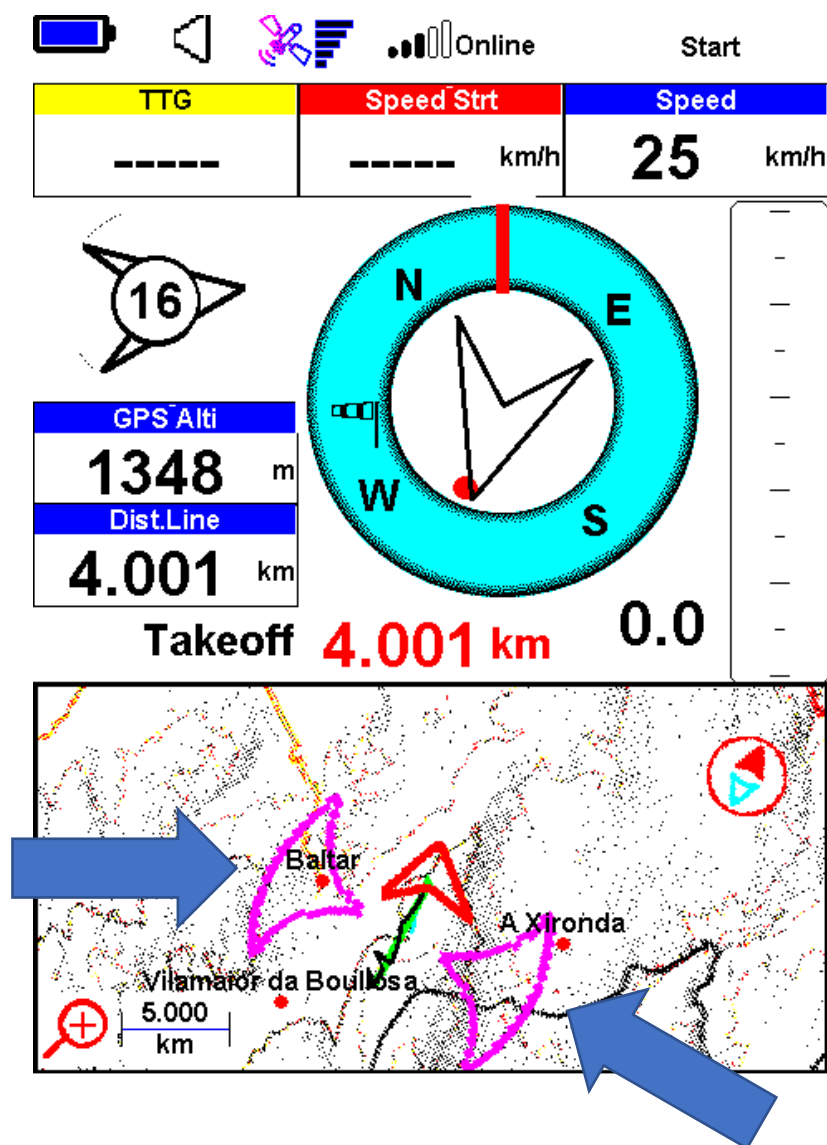 Online
Start
TTG
Speed Strt
Speed
-----
----- km/h
25 km/h
N
E
16
GPS Alti
1348 m
W
S
Dist.Line
4.001 km
Takeoff 4.001 km
0.0
Baltar
A Xironda
Vilamaior da Boullosa
5.000
km